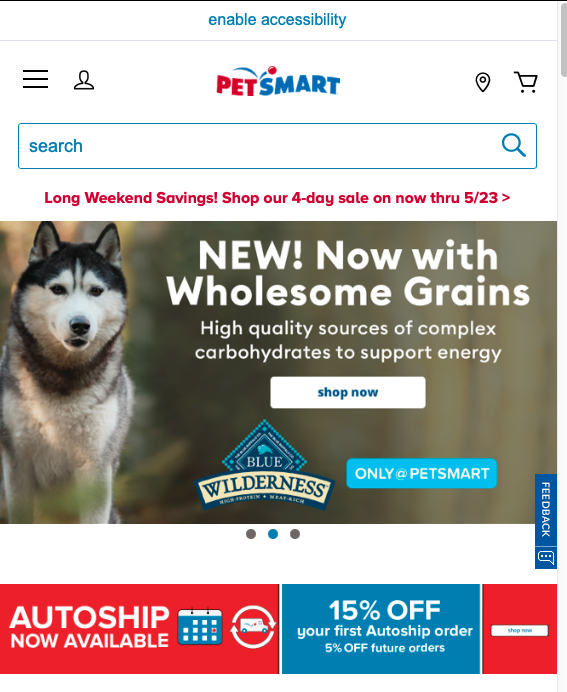 enable accessibility
PETSMART
search
Long Weekend Savings! Shop our 4-day sale on now thru 5/23 >
NEW! Now with
Wholesome Grains
High quality sources of complex
carbohydrates to support energy
shop now
BLUE
WILDERNESS
HIGH-PROTEIN • MEAT-RICH
ONLY@PETSMART
FEEDBACK
AUTOSHIP
NOW AVAILABLE
15% OFF
your first Autoship order
5% OFF future orders
shop now